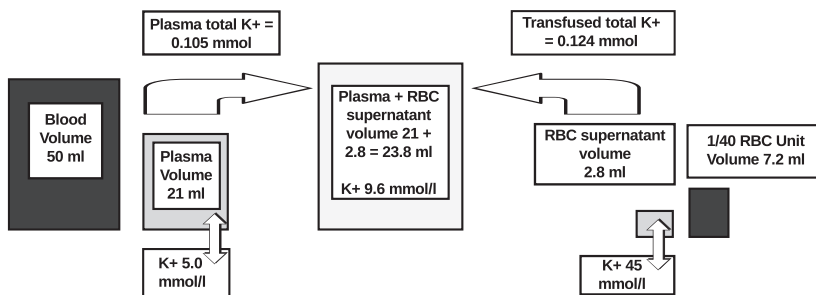 Plasma total K+ =
0.105 mmol
Transfused total K+
= 0.124 mmol
Blood
Volume
50 ml
Plasma
Volume
21 ml
K+ 5.0
mmol/l
Plasma + RBC
supernatant
volume 21 +
2.8 = 23.8 ml
K+ 9.6 mmol/l
RBC supernatant
volume
2.8 ml
1/40 RBC Unit
Volume 7.2 ml
K+ 45
mmol/l